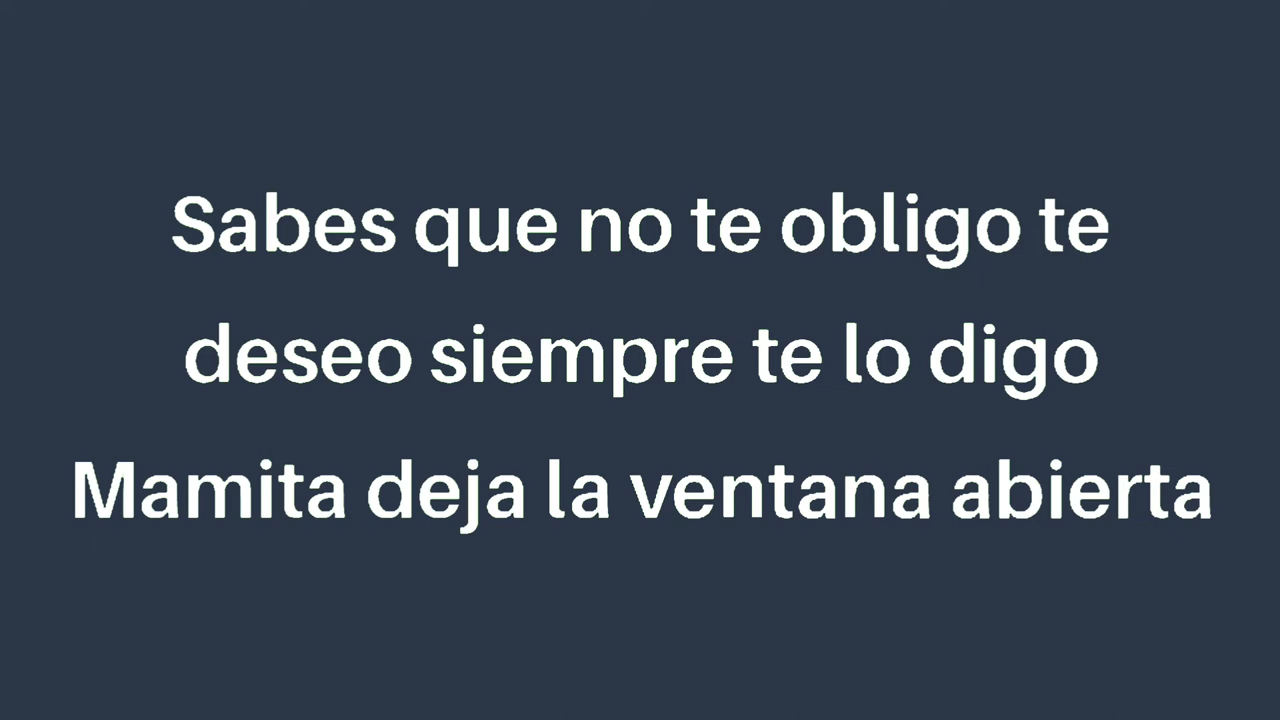 Sabes que no te obligo te
deseo siempre te lo digo
Mamita deja la ventana abierta